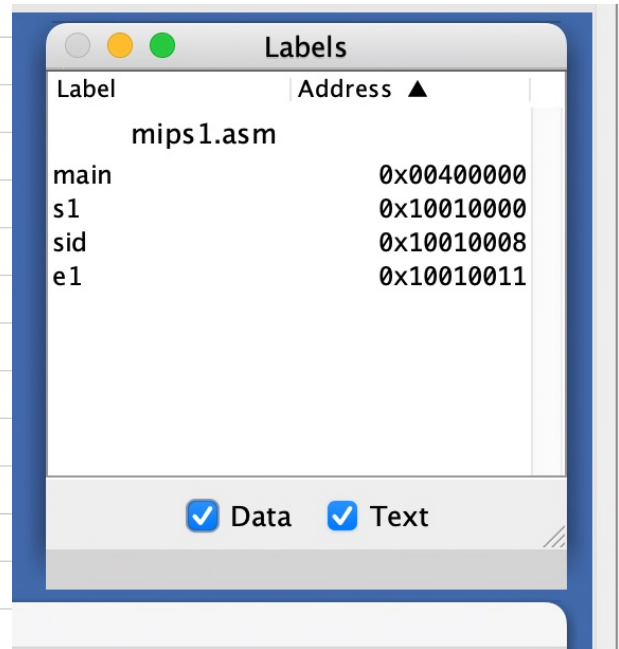 Labels
Label Address ▲
mips1.asm
main 0x00400000
s1 0x10010000
sid 0x10010008
e1 0x10010011
Data Text